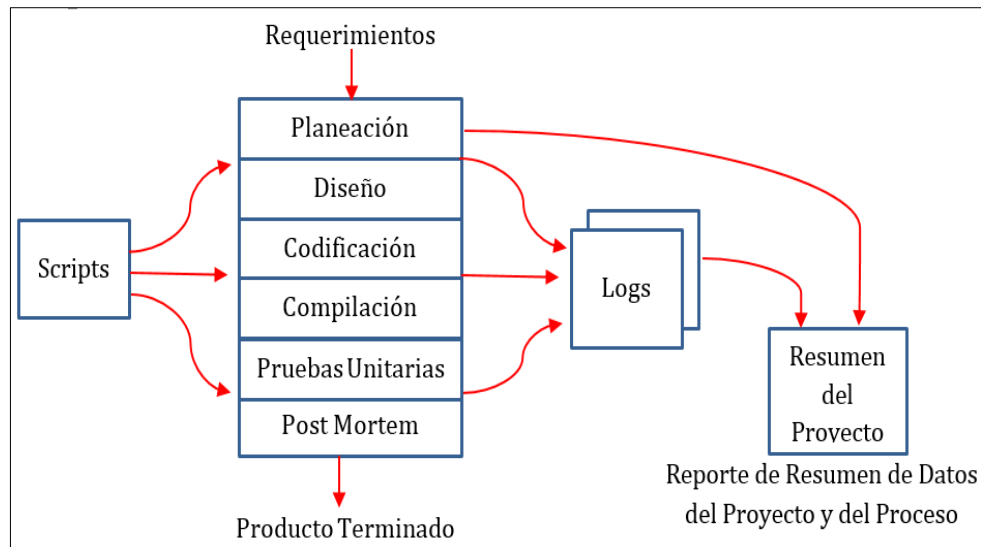 Requerimientos
Planeación
Diseño
Codificación
Compilación
Pruebas Unitarias
Post Mortem
Producto Terminado
Scripts
Logs
Resumen
del
Proyecto
Reporte de Resumen de Datos
del Proyecto y del Proceso